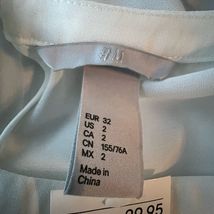 EUR 32
US 2
CA 2
CN 155/76A
MX 2
Made in
China